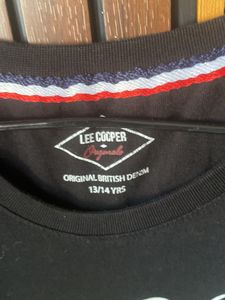 LEE COOPER
Originals
ORIGINAL BRITISH DENIM
13/14 YRS